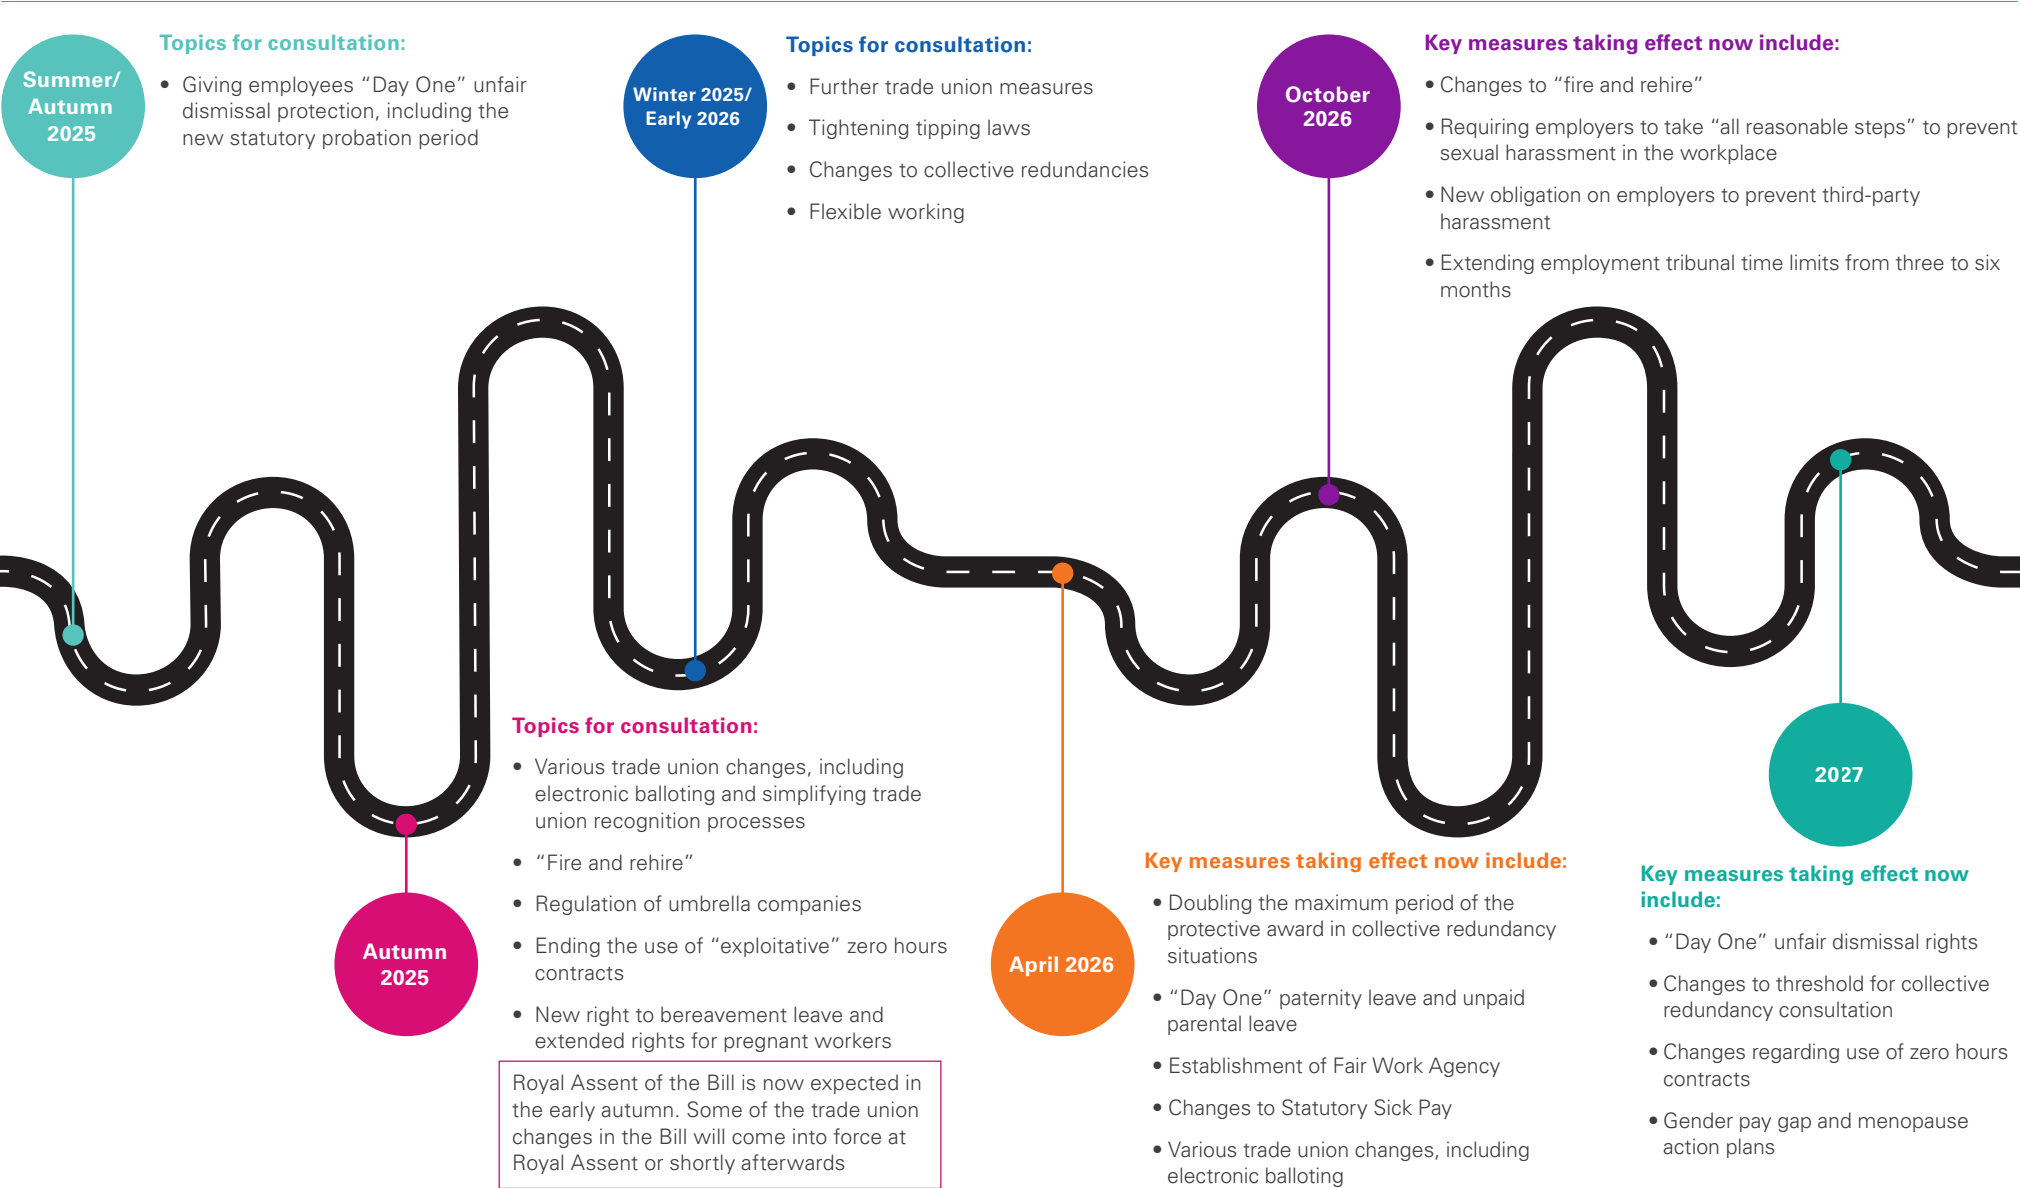 Summer/
Autumn
2025
Topics for consultation:
• Giving employees “Day One” unfair
dismissal protection, including the
new statutory probation period
Winter 2025/
Early 2026
Topics for consultation:
• Further trade union measures
• Tightening tipping laws
• Changes to collective redundancies
• Flexible working
October
2026
Key measures taking effect now include:
• Changes to “fire and rehire”
• Requiring employers to take “all reasonable steps” to prevent
sexual harassment in the workplace
• New obligation on employers to prevent third-party
harassment
• Extending employment tribunal time limits from three to six
months
Autumn
2025
Topics for consultation:
• Various trade union changes, including
electronic balloting and simplifying trade
union recognition processes
• “Fire and rehire”
• Regulation of umbrella companies
• Ending the use of “exploitative” zero hours
contracts
• New right to bereavement leave and
extended rights for pregnant workers
Royal Assent of the Bill is now expected in
the early autumn. Some of the trade union
changes in the Bill will come into force at
Royal Assent or shortly afterwards
April 2026
Key measures taking effect now include:
• Doubling the maximum period of the
protective award in collective redundancy
situations
• “Day One” paternity leave and unpaid
parental leave
• Establishment of Fair Work Agency
• Changes to Statutory Sick Pay
• Various trade union changes, including
electronic balloting
2027
Key measures taking effect now
include:
• “Day One” unfair dismissal rights
• Changes to threshold for collective
redundancy consultation
• Changes regarding use of zero hours
contracts
• Gender pay gap and menopause
action plans